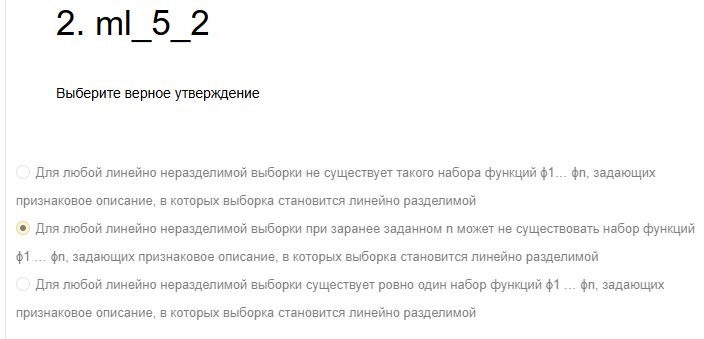 2. ml_5_2
Выберите верное утверждение
Для любой линейно неразделимой выборки не существует такого набора функций ϕ1... ϕn, задающих
признаковое описание, в которых выборка становится линейно разделимой
Для любой линейно неразделимой выборки при заранее заданном n может не существовать набор функций
ϕ1 ... ϕn, задающих признаковое описание, в которых выборка становится линейно разделимой
Для любой линейно неразделимой выборки существует ровно один набор функций ϕ1 ... ϕn, задающих
признаковое описание, в которых выборка становится линейно разделимой